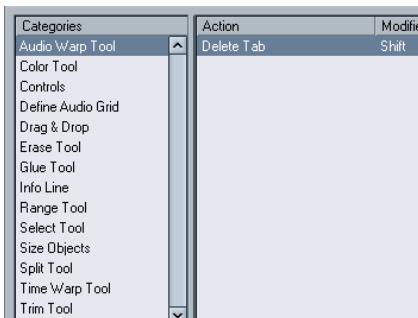 Categories
Action
Modifie
Audio Warp Tool
Delete Tab
Shift
Color Tool
Controls
Define Audio Grid
Drag & Drop
Erase Tool
Glue Tool
Info Line
Range Tool
Select Tool
Size Objects
Split Tool
Time Warp Tool
Trim Tool